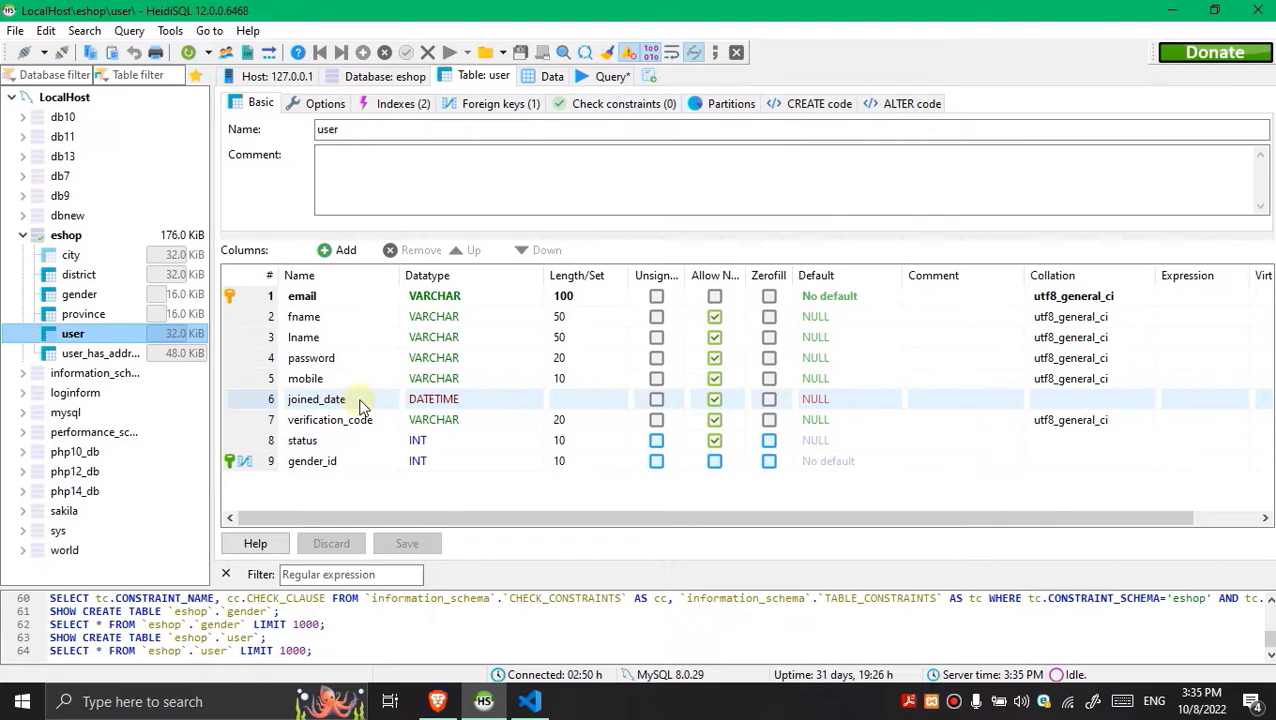 LocalHost\eshop\user\ - HeidiSQL 12.0.0.6468
File Edit Search Query Tools Go to Help
Donate
Database filter Table filter Host: 127.0.0.1 Database: eshop Table: user Data Query*
LocalHost
db10
db11
db13
db7
db9
dbnew
eshop 176.0 KiB
city 32.0 KiB
district 32.0 KiB
gender 16.0 KiB
province 16.0 KiB
user 32.0 KiB
user_has_addr... 48.0 KiB
information_sch...
loginform
mysql
performance_sc...
php10_db
php12_db
php14_db
sakila
sys
world
Basic Options Indexes (2) Foreign keys (1) Check constraints (0) Partitions CREATE code ALTER code
Name: user
Comment:
Columns: Add Remove Up Down
# Name Datatype Length/Set Unsign... Allow N... Zerofill Default Comment Collation Expression Virt
1 email VARCHAR 100 No default utf8_general_ci
2 fname VARCHAR 50 NULL utf8_general_ci
3 lname VARCHAR 50 NULL utf8_general_ci
4 password VARCHAR 20 NULL utf8_general_ci
5 mobile VARCHAR 10 NULL utf8_general_ci
6 joined_date DATETIME NULL
7 verification_code VARCHAR 20 NULL utf8_general_ci
8 status INT 10 NULL
9 gender_id INT 10 No default
Help Discard Save
Filter: Regular expression
60 SELECT tc.CONSTRAINT_NAME, cc.CHECK_CLAUSE FROM `information_schema`.`CHECK_CONSTRAINTS` AS cc, `information_schema`.`TABLE_CONSTRAINTS` AS tc WHERE tc.CONSTRAINT_SCHEMA='eshop' AND tc.
61 SHOW CREATE TABLE `eshop`.`gender`;
62 SELECT * FROM `eshop`.`gender` LIMIT 1000;
63 SHOW CREATE TABLE `eshop`.`user`;
64 SELECT * FROM `eshop`.`user` LIMIT 1000;
Connected: 02:50 h MySQL 8.0.29 Uptime: 31 days, 19:26 h Server time: 3:35 PM Idle.
Type here to search ENG 3:35 PM
10/8/2022 4